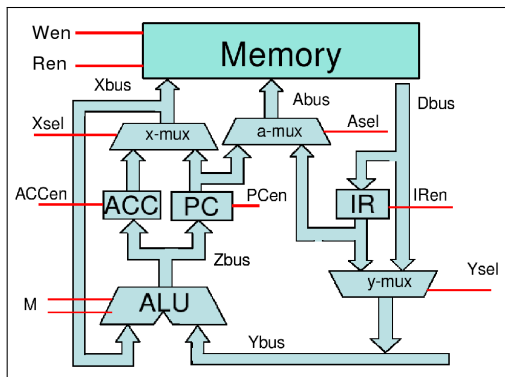 Wen
Memory
Ren
Xbus
Abus
Dbus
Xsel
x-mux
a-mux
Asel
ACCen
ACC
PC
PCen
IR
IRen
Zbus
Ysel
y-mux
M
ALU
Ybus